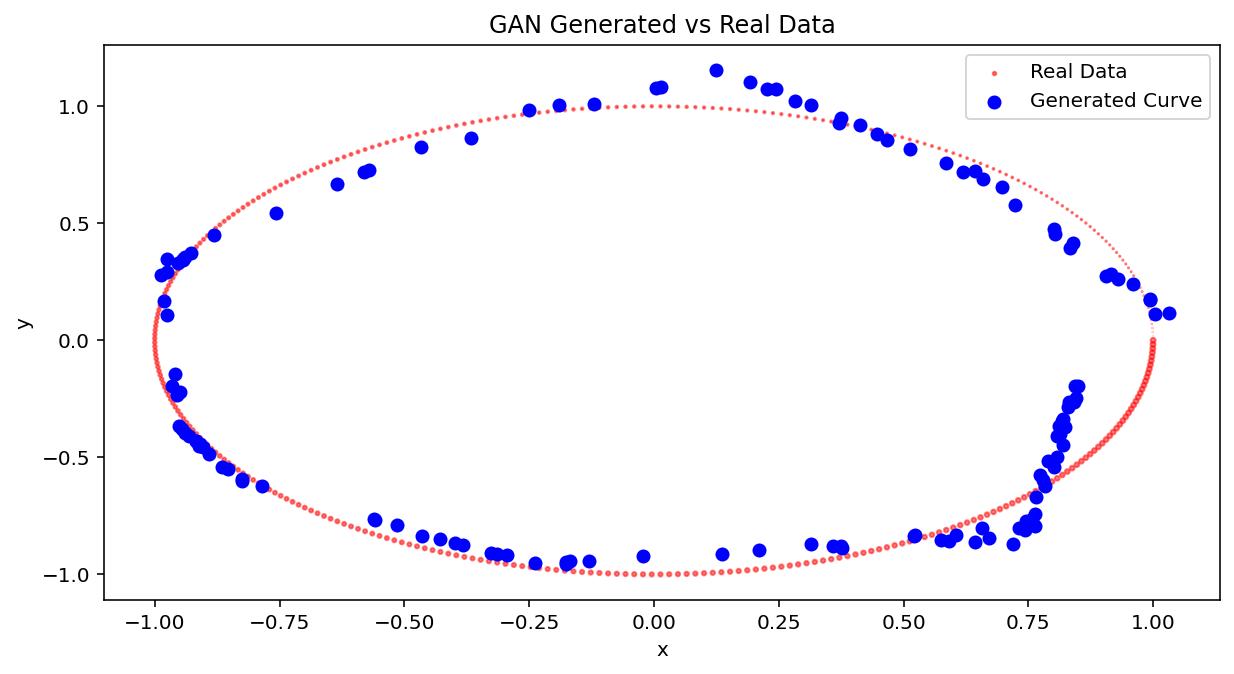 GAN Generated vs Real Data
Real Data
Generated Curve
1.0
0.5
0.0
−0.5
−1.0
y
−1.00 −0.75 −0.50 −0.25 0.00 0.25 0.50 0.75 1.00
x